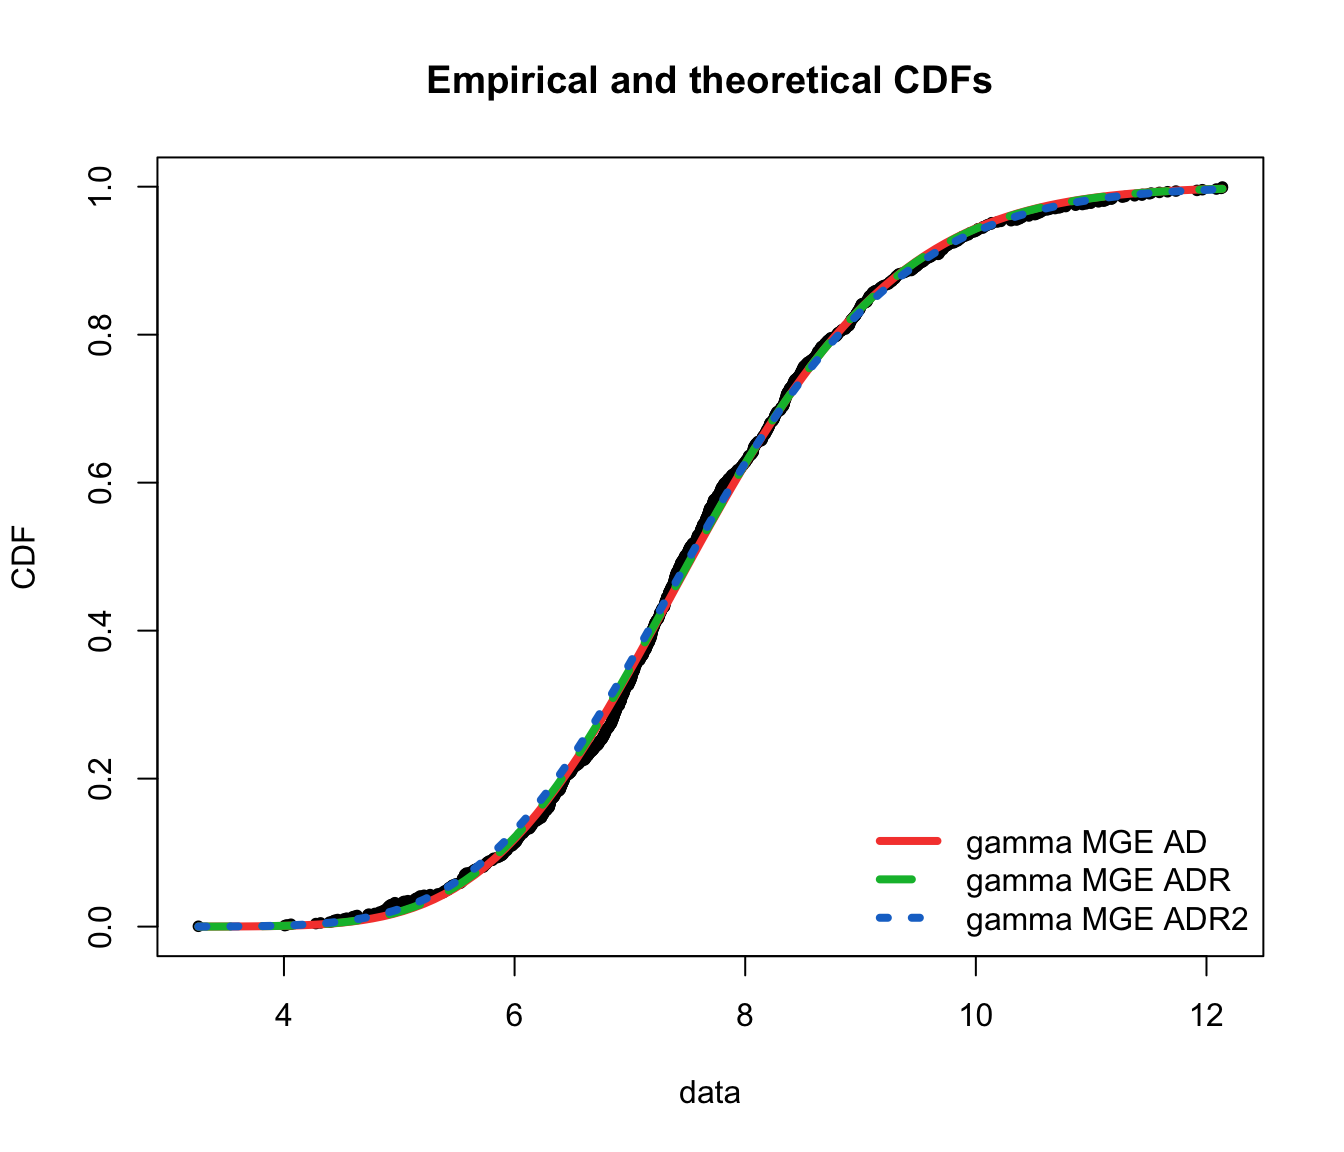 Empirical and theoretical CDFs
CDF
1.0
0.8
0.6
0.4
0.2
0.0
gamma MGE AD
gamma MGE ADR
gamma MGE ADR2
4 6 8 10 12
data